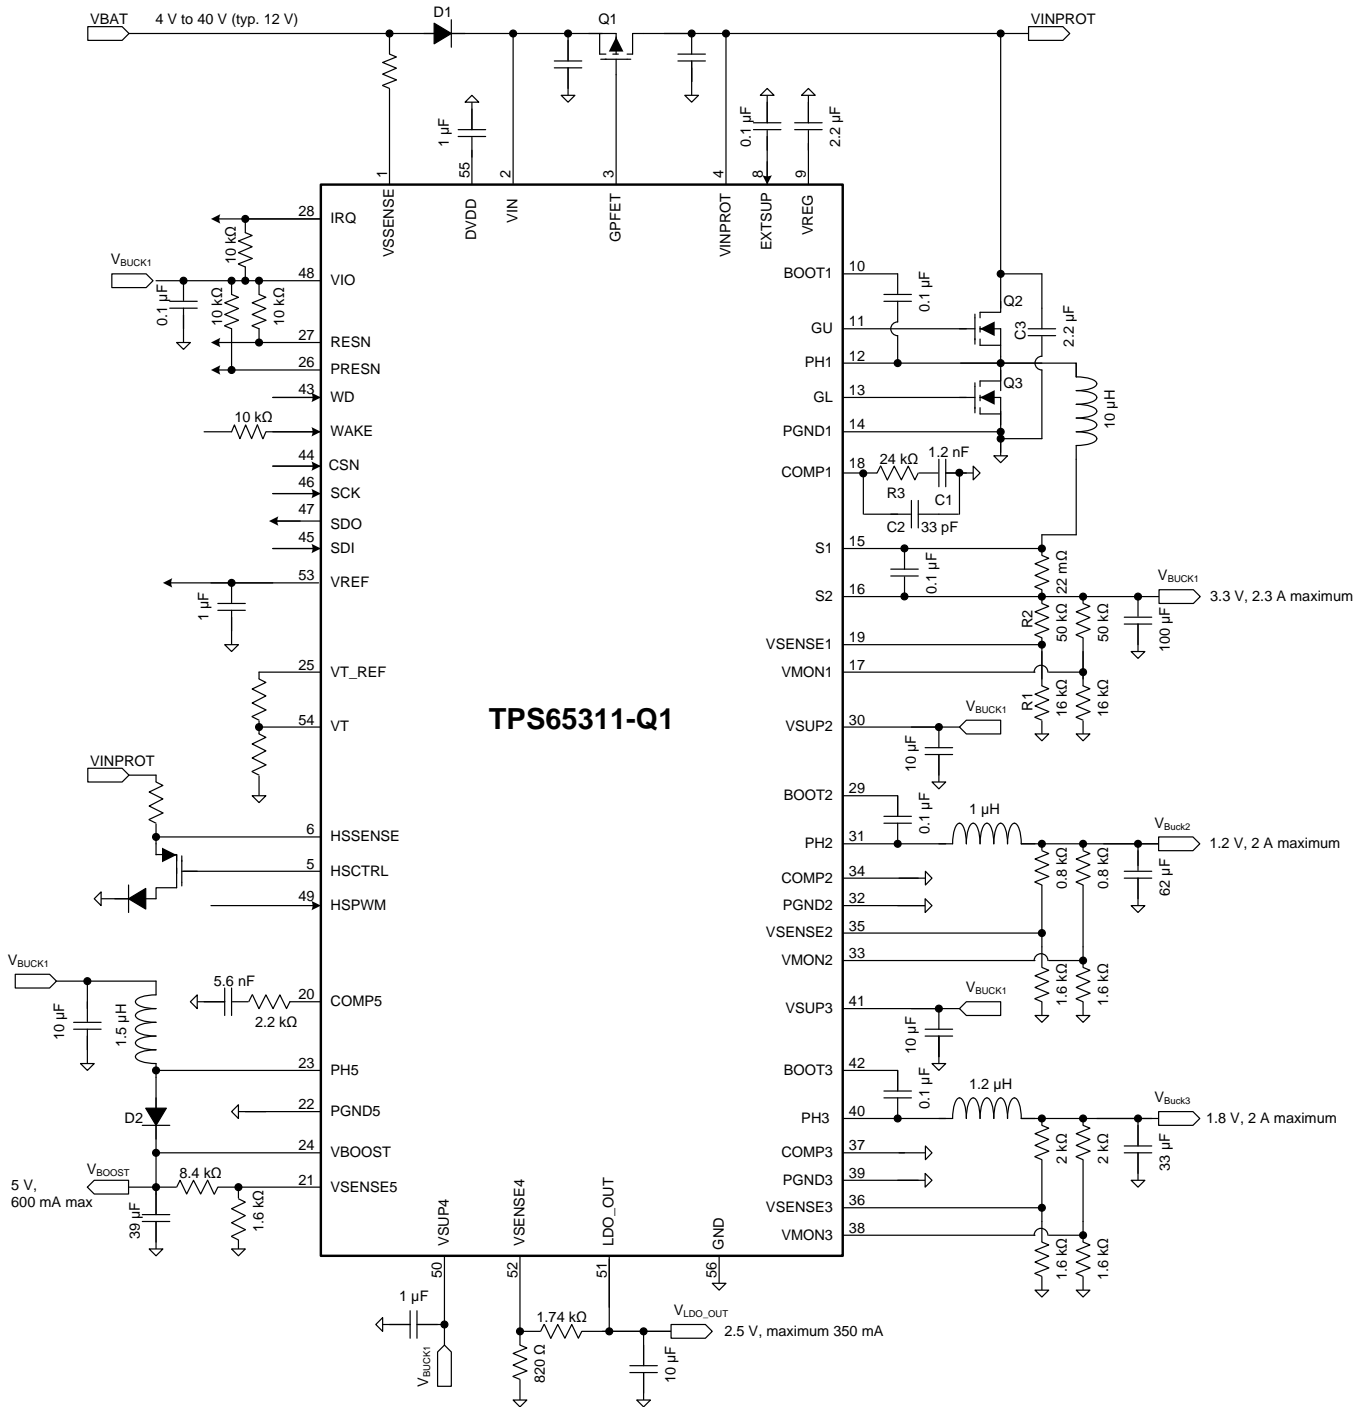 VBAT
4 V to 40 V (typ. 12 V)
D1
Q1
VINPROT
1 µF
0.1 µF
2.2 µF
1
55
2
3
4
8
9
VSSENSE
DVDD
VIN
GPFET
VINPROT
EXTSUP
VREG
28
IRQ
10 kΩ
VBUCK1
48
VIO
0.1 µF
10 kΩ
10 kΩ
27
RESN
26
PRESN
43
WD
10 kΩ
WAKE
44
CSN
46
SCK
47
SDO
45
SDI
53
VREF
1 µF
25
VT_REF
54
VT
VINPROT
6
HSSENSE
5
HSCTRL
49
HSPWM
VBUCK1
10 µF
1.5 µH
5.6 nF
2.2 kΩ
20
COMP5
23
PH5
D2
22
PGND5
24
VBOOST
VBOOST
5 V,
600 mA max
8.4 kΩ
21
VSENSE5
39 µF
1.6 kΩ
TPS65311-Q1
BOOT1
10
0.1 µF
Q2
GU
11
C3
2.2 µF
PH1
12
Q3
GL
13
10 µH
PGND1
14
COMP1
18
24 kΩ
1.2 nF
R3
C1
C2
33 pF
S1
15
0.1 µF
22 mΩ
VBUCK1
S2
16
3.3 V, 2.3 A maximum
R2
50 kΩ
50 kΩ
100 µF
VSENSE1
19
VMON1
17
R1
16 kΩ
16 kΩ
VSUP2
30
VBUCK1
10 µF
BOOT2
29
0.1 µF
1 µH
VBuck2
PH2
31
1.2 V, 2 A maximum
0.8 kΩ
0.8 kΩ
62 µF
COMP2
34
PGND2
32
VSENSE2
35
VMON2
33
1.6 kΩ
1.6 kΩ
VSUP3
41
VBUCK1
10 µF
BOOT3
42
0.1 µF
1.2 µH
VBuck3
PH3
40
1.8 V, 2 A maximum
2 kΩ
2 kΩ
33 µF
COMP3
37
PGND3
39
VSENSE3
36
VMON3
38
1.6 kΩ
1.6 kΩ
VSUP4
VSENSE4
LDO_OUT
GND
50
52
51
56
1 µF
VBUCK1
1.74 kΩ
820 Ω
10 µF
VLDO_OUT
2.5 V, maximum 350 mA